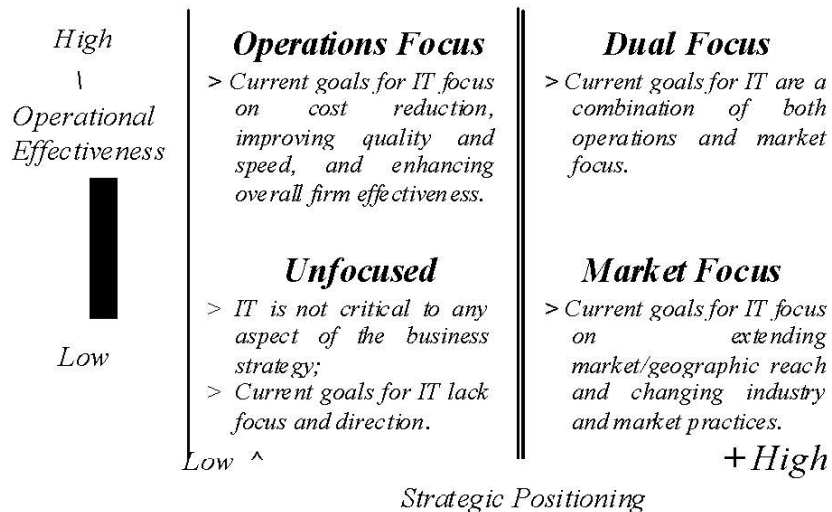 High
\
Operational
Effectiveness
Low
Operations Focus
> Current goals for IT focus
on cost reduction,
improving quality and
speed, and enhancing
overall firm effectiveness.
Dual Focus
> Current goals for IT are a
combination of both
operations and market
focus.
Unfocused
> IT is not critical to any
aspect of the business
strategy;
> Current goals for IT lack
focus and direction.
Market Focus
> Current goals for IT focus
on extending
market/geographic reach
and changing industry
and market practices.
Low ^
+High
Strategic Positioning